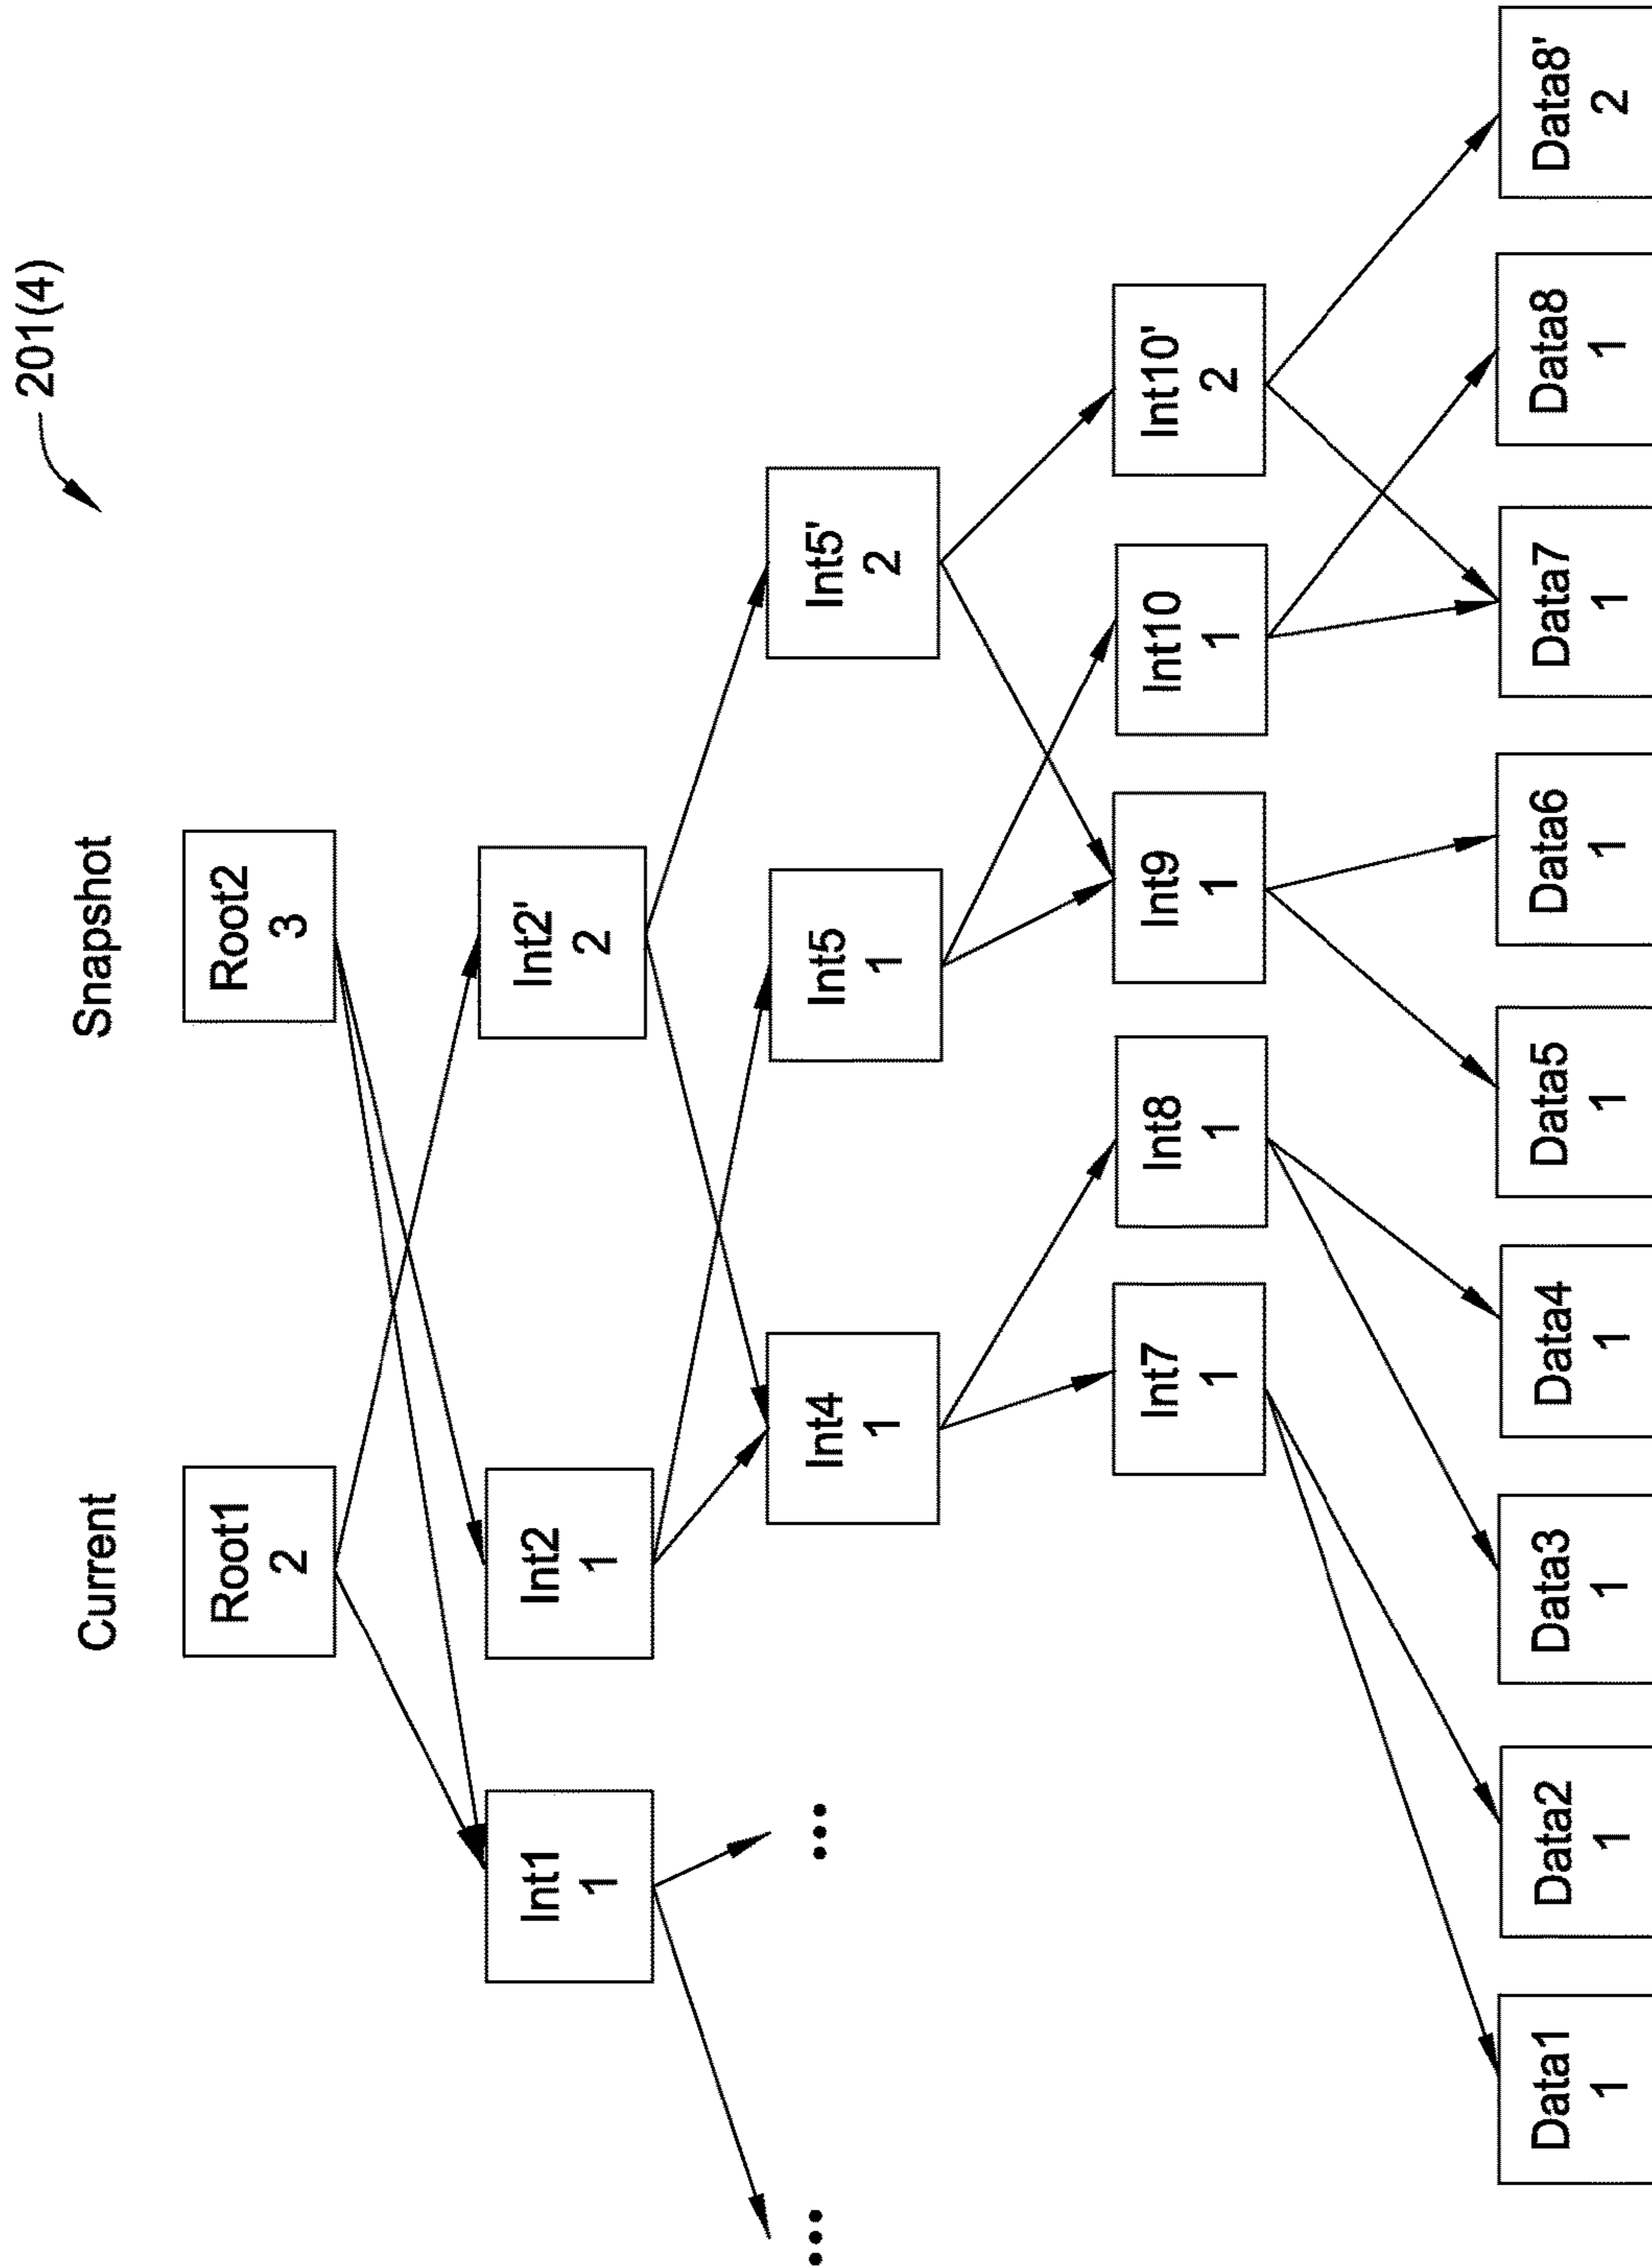 201(4)
Current
Snapshot
Root1
2
Root2
3
Int1
1
Int2
1
Int2'
2
...
...
Int4
1
Int5
1
Int5'
2
Int7
1
Int8
1
Int9
1
Int10
1
Int10'
2
Data1
1
Data2
1
Data3
1
Data4
1
Data5
1
Data6
1
Data7
1
Data8
1
Data8'
2